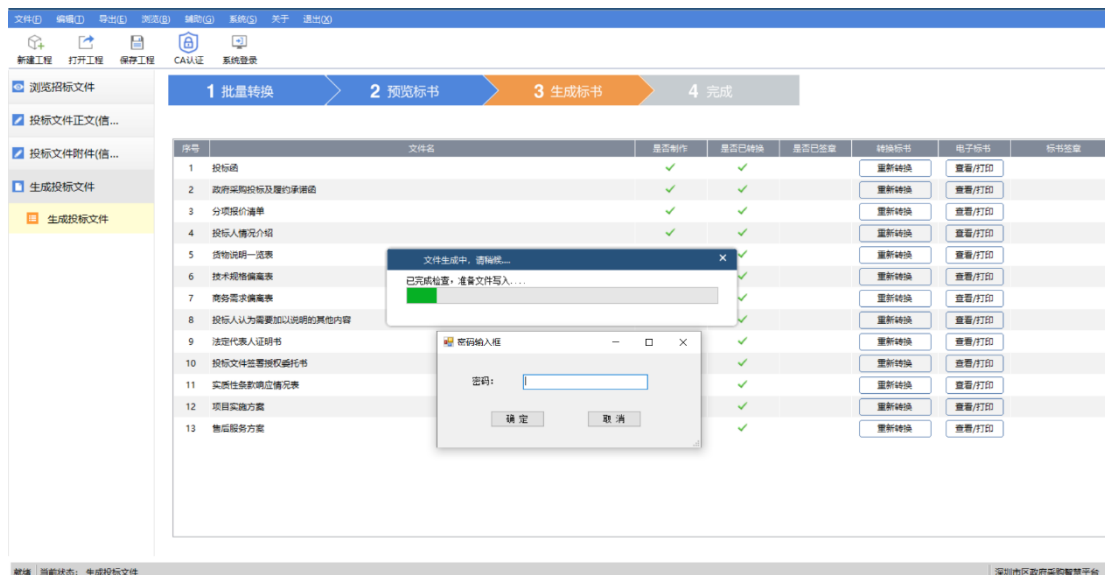 文件(F) 编辑(T) 导出(E) 浏览(B) 辅助(G) 系统(S) 关于 退出(X)
新建工程 打开工程 保存工程 CA认证 系统登录
浏览招标文件
1 批量转换 2 预览标书 3 生成标书 4 完成
投标文件正文(信...
投标文件附件(信...
生成投标文件
生成投标文件
序号 文件名 是否制作 是否已转换 是否已签章 转换标书 电子标书 标书签章
1 投标函 重新转换 查看/打印
2 政府采购投标及履约承诺函 重新转换 查看/打印
3 分项报价清单 重新转换 查看/打印
4 投标人情况介绍 重新转换 查看/打印
5 货物说明一览表 重新转换 查看/打印
6 技术规格偏离表 重新转换 查看/打印
7 商务需求偏离表 重新转换 查看/打印
8 投标人认为需要加以说明的其他内容 重新转换 查看/打印
9 法定代表人证明书 重新转换 查看/打印
10 投标文件签署授权委托书 重新转换 查看/打印
11 实质性条款响应情况表 重新转换 查看/打印
12 项目实施方案 重新转换 查看/打印
13 售后服务方案 重新转换 查看/打印
文件生成中，请稍候....
已完成检查，准备文件写入....
密码输入框
密码：
确定 取消
就绪 当前状态： 生成投标文件 深圳市区政府采购智慧平台